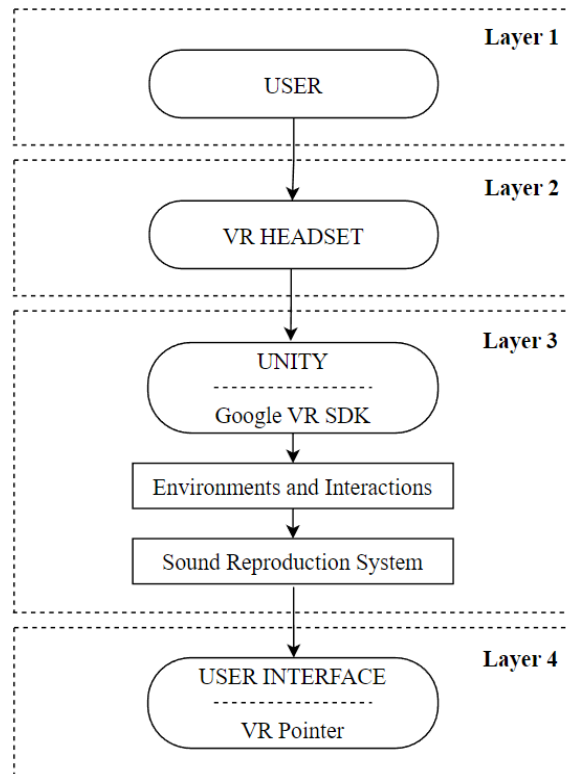 Layer 1
USER
Layer 2
VR HEADSET
Layer 3
UNITY
Google VR SDK
Environments and Interactions
Sound Reproduction System
Layer 4
USER INTERFACE
VR Pointer